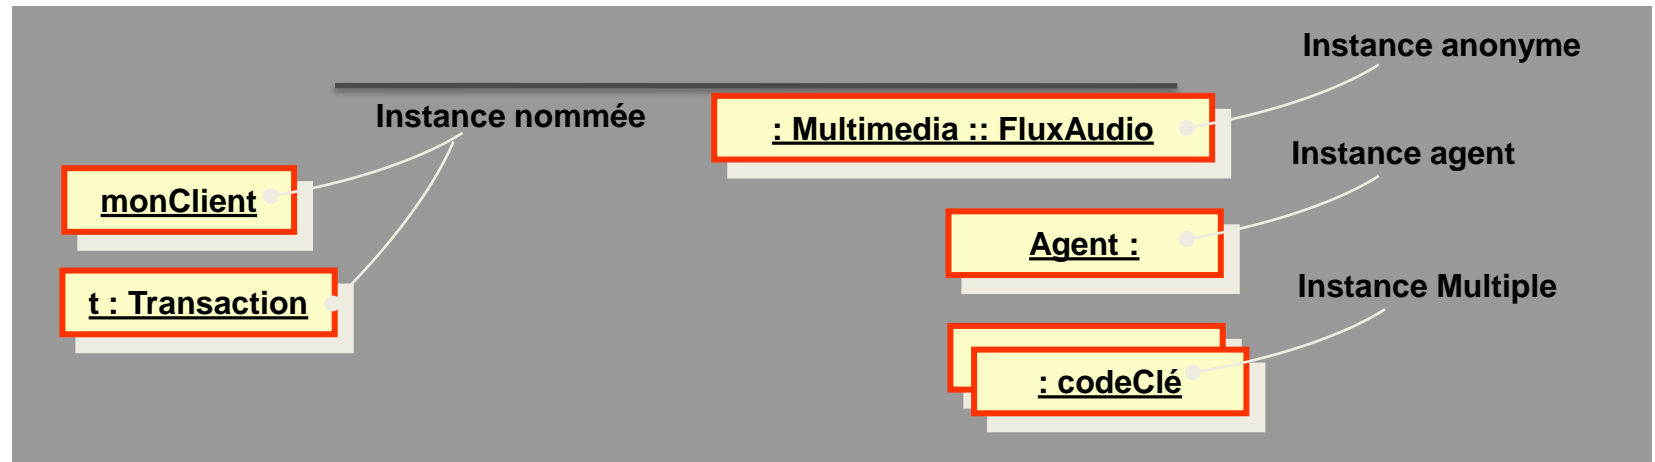 Instance anonyme
Instance nommée
: Multimedia :: FluxAudio
Instance agent
monClient
Agent :
t : Transaction
Instance Multiple
: codeClé